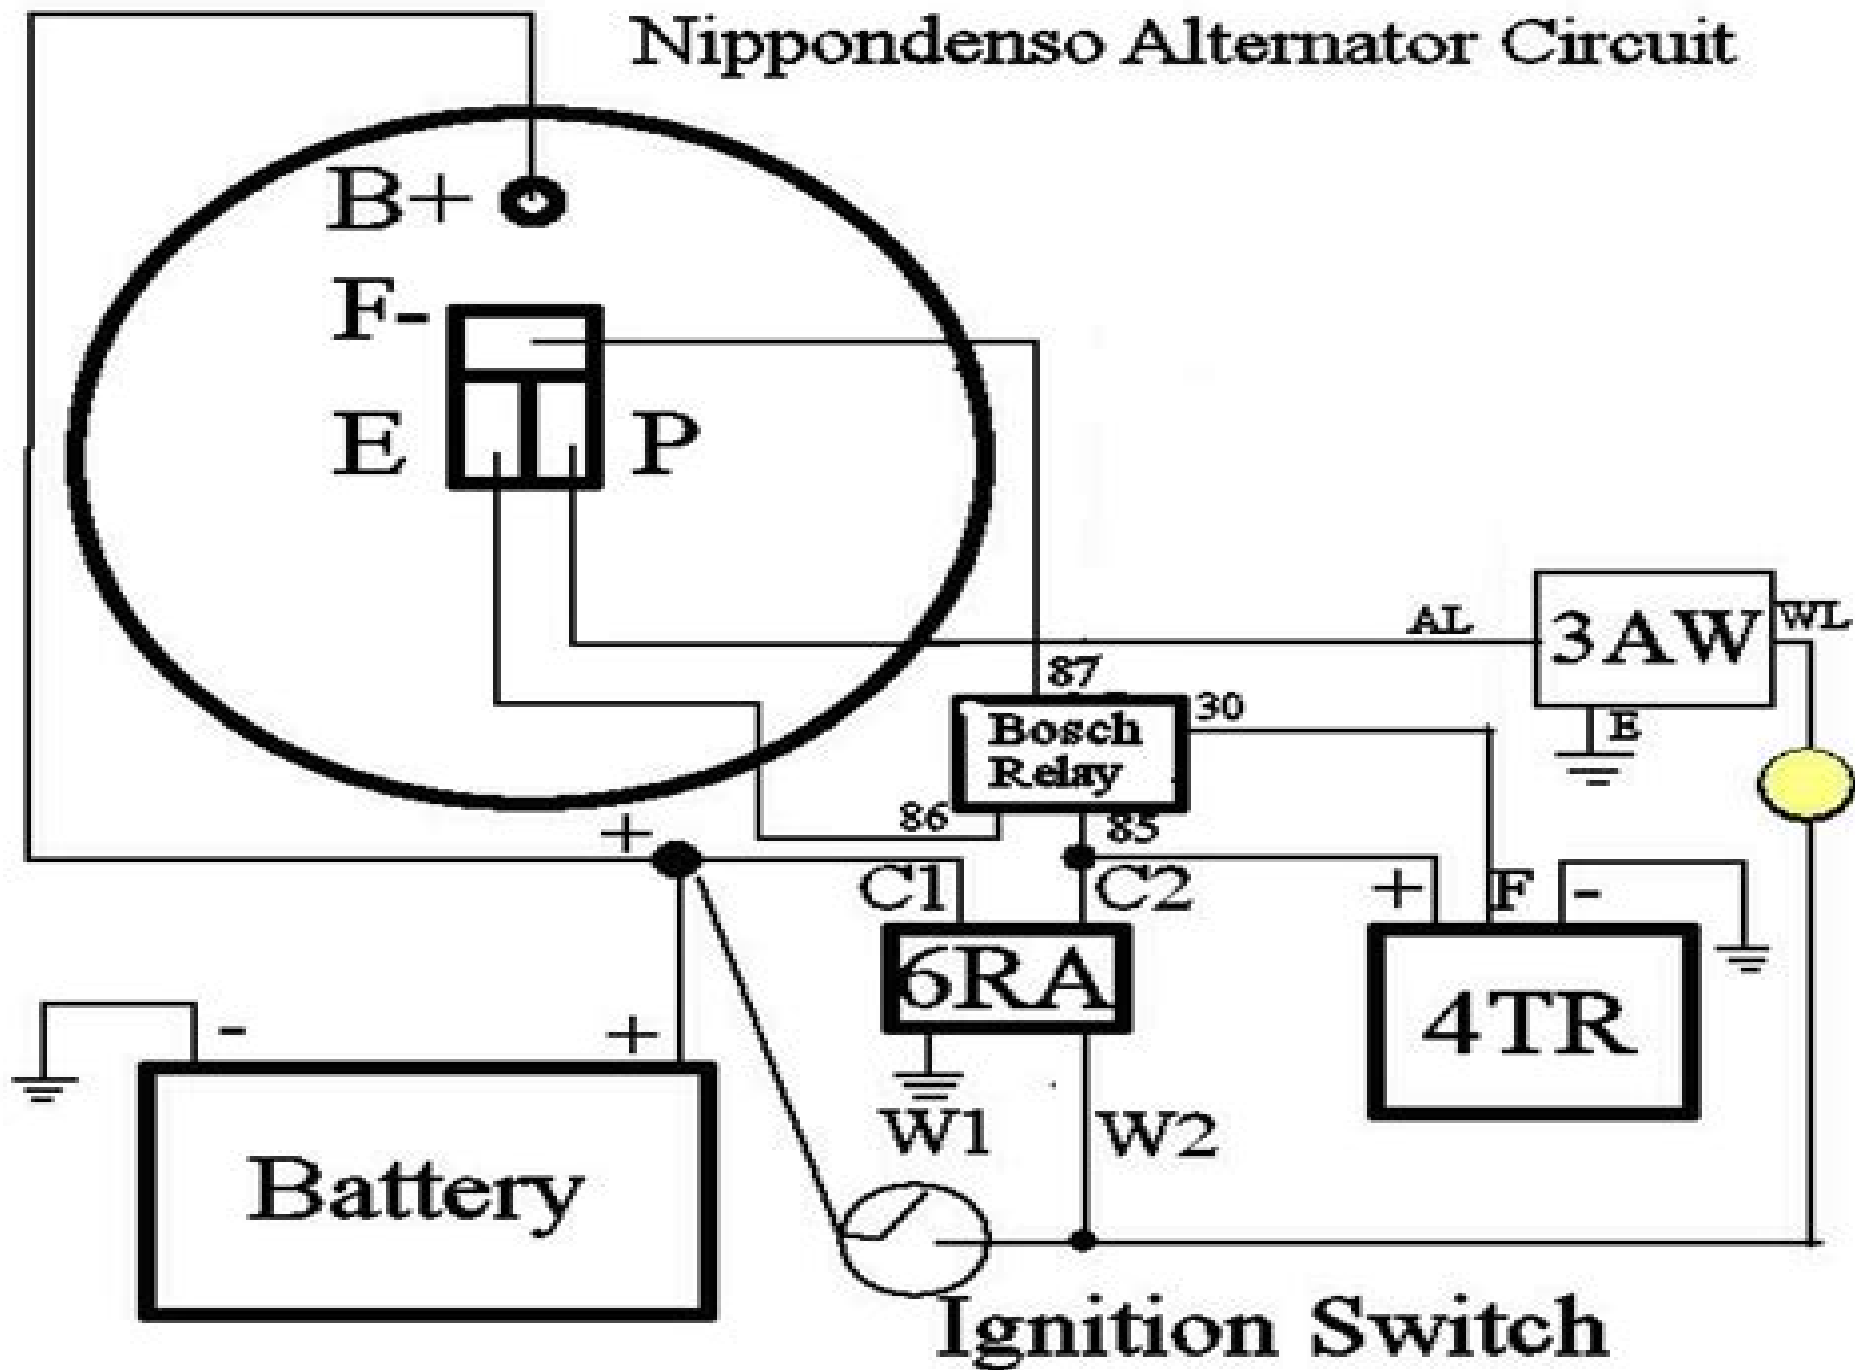 Nippondenso Alternator Circuit
B+
F-
E
P
AL
3AW
WL
E
87
30
Bosch
Relay
86
85
+
C1
C2
+
F
-
6RA
4TR
-
+
W1
W2
Battery
Ignition Switch